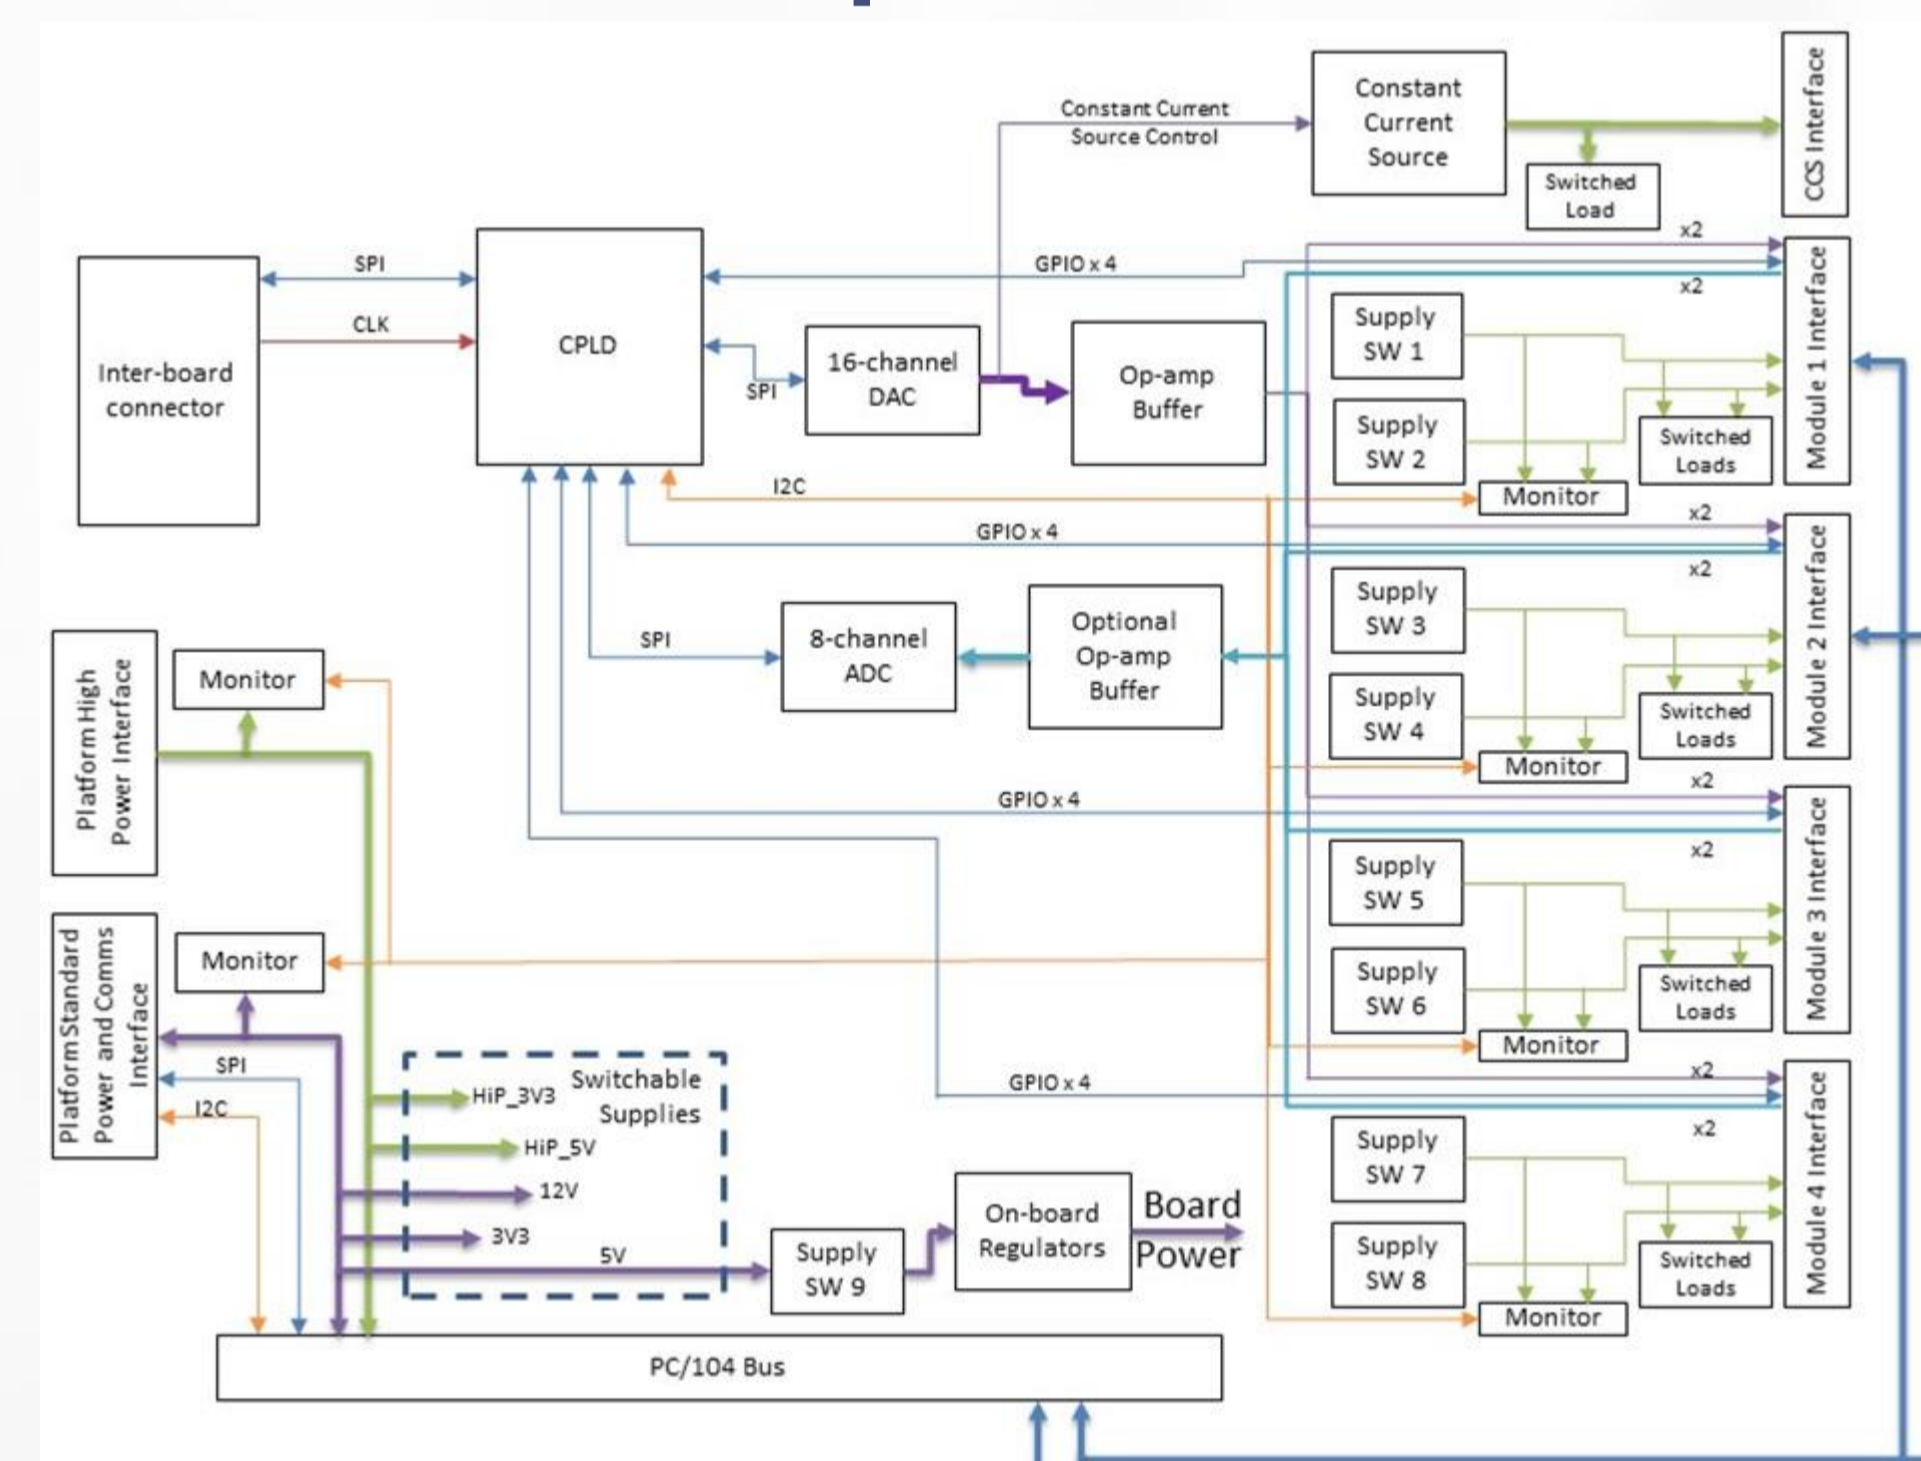 Constant Current
Source Control
Constant
Current
Source
Switched
Load
CCS Interface
Inter-board
connector
SPI
CLK
CPLD
GPIO x 4
SPI
16-channel
DAC
Op-amp
Buffer
x2
x2
Supply
SW 1
Supply
SW 2
Switched
Loads
Monitor
Module 1 Interface
I2C
GPIO x 4
x2
x2
Supply
SW 3
Supply
SW 4
Switched
Loads
Monitor
Module 2 Interface
SPI
8-channel
ADC
Optional
Op-amp
Buffer
Platform High
Power Interface
Monitor
GPIO x 4
x2
x2
Supply
SW 5
Supply
SW 6
Switched
Loads
Monitor
Module 3 Interface
Platform Standard
Power and Comms
Interface
Monitor
SPI
I2C
Switchable
Supplies
HiP_3V3
HiP_5V
12V
3V3
5V
Supply
SW 9
On-board
Regulators
Board
Power
GPIO x 4
x2
x2
Supply
SW 7
Supply
SW 8
Switched
Loads
Monitor
Module 4 Interface
PC/104 Bus